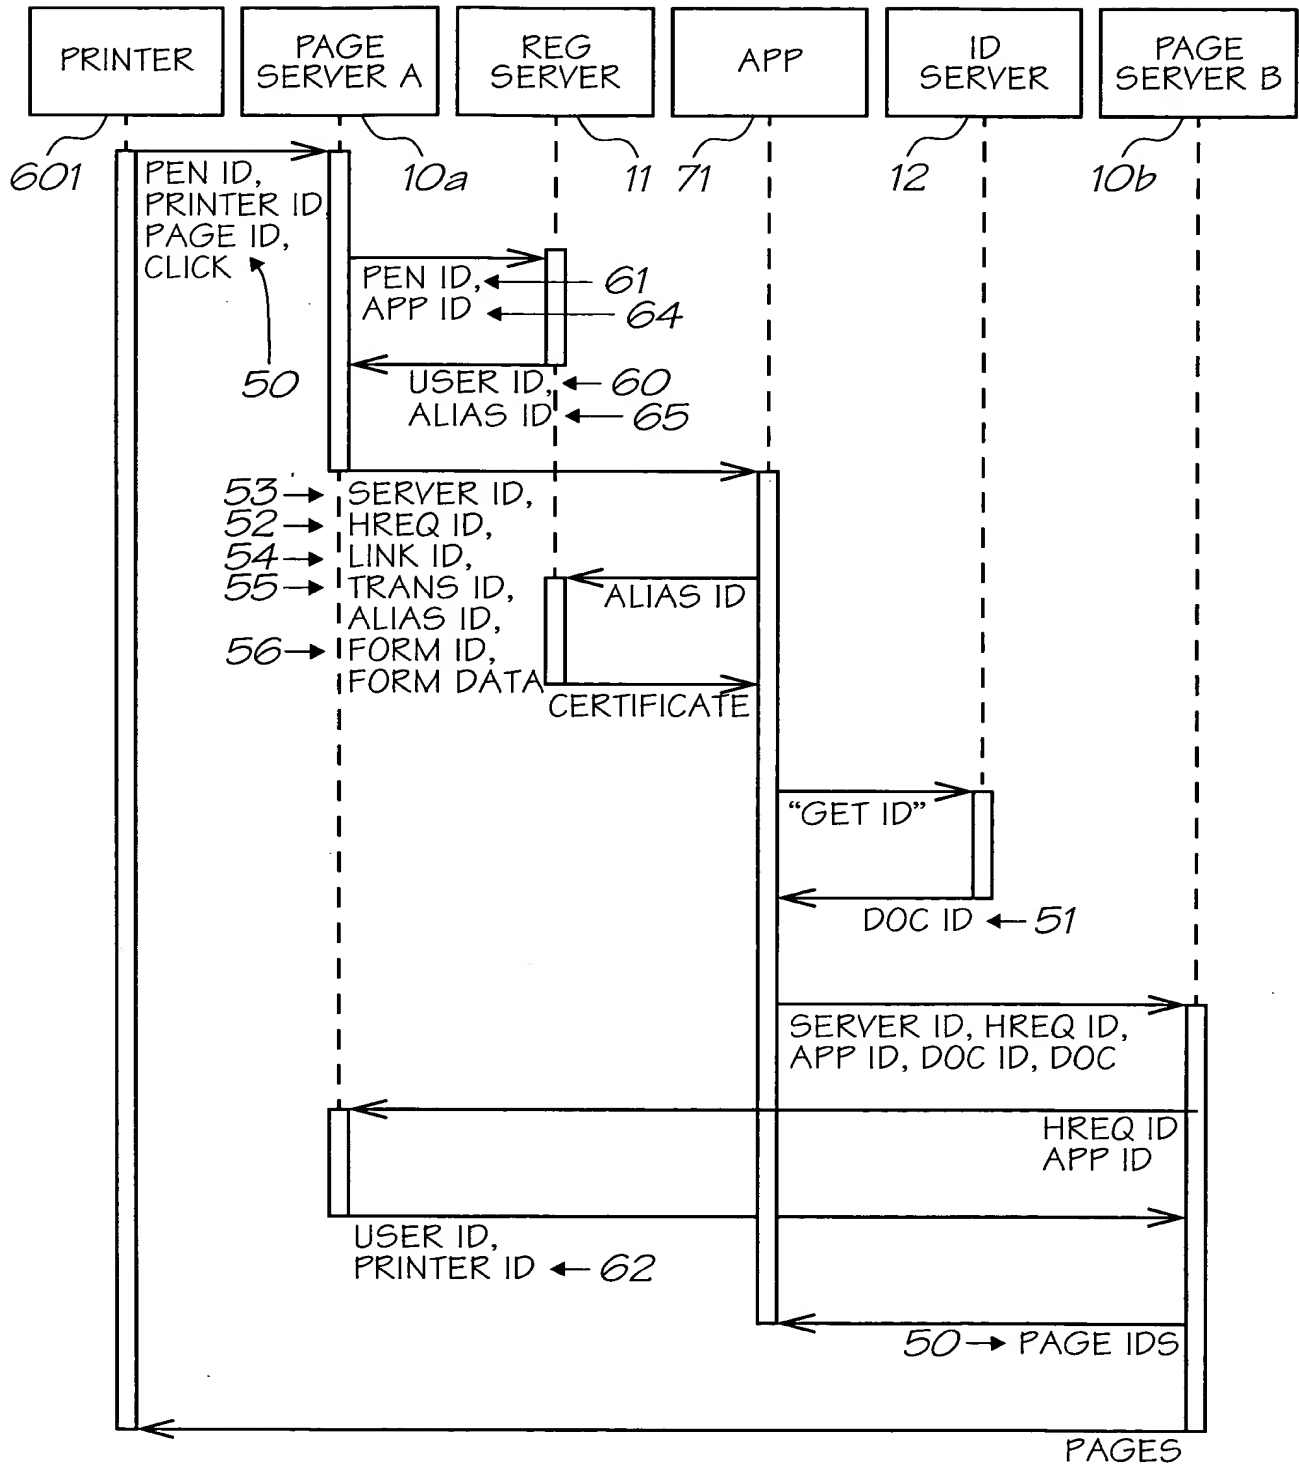 PRINTER
PAGE
SERVER A
REG
SERVER
APP
ID
SERVER
PAGE
SERVER B
601
10a
11
71
12
10b
PEN ID,
PRINTER ID
PAGE ID,
CLICK
50
PEN ID,
61
APP ID
64
USER ID,
60
ALIAS ID
65
53
SERVER ID,
52
HREQ ID,
54
LINK ID,
55
TRANS ID,
ALIAS ID,
56
FORM ID,
FORM DATA
ALIAS ID
CERTIFICATE
“GET ID”
DOC ID
51
SERVER ID, HREQ ID,
APP ID, DOC ID, DOC
HREQ ID
APP ID
USER ID,
PRINTER ID
62
50
PAGE IDS
PAGES